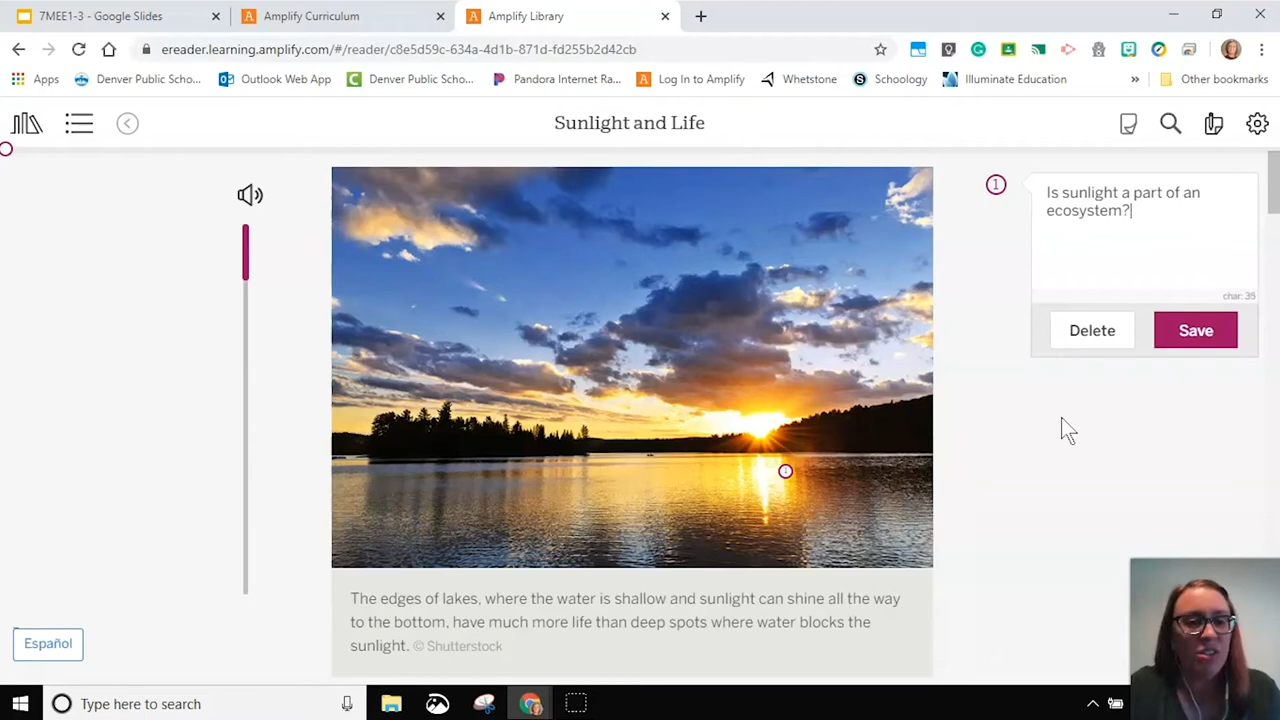 7MEE1-3 - Google Slides
Amplify Curriculum
Amplify Library
ereader.learning.amplify.com/#/reader/c8e5d59c-634a-4d1b-871d-fd255b2d42cb
Apps
Denver Public Scho...
Outlook Web App
Denver Public Scho...
Pandora Internet Ra...
Log In to Amplify
Whetstone
Schoology
Illuminate Education
»
Other bookmarks
Sunlight and Life
1
Is sunlight a part of an
ecosystem?
char: 35
Delete
Save
The edges of lakes, where the water is shallow and sunlight can shine all the way
to the bottom, have much more life than deep spots where water blocks the
sunlight. © Shutterstock
Español
Type here to search